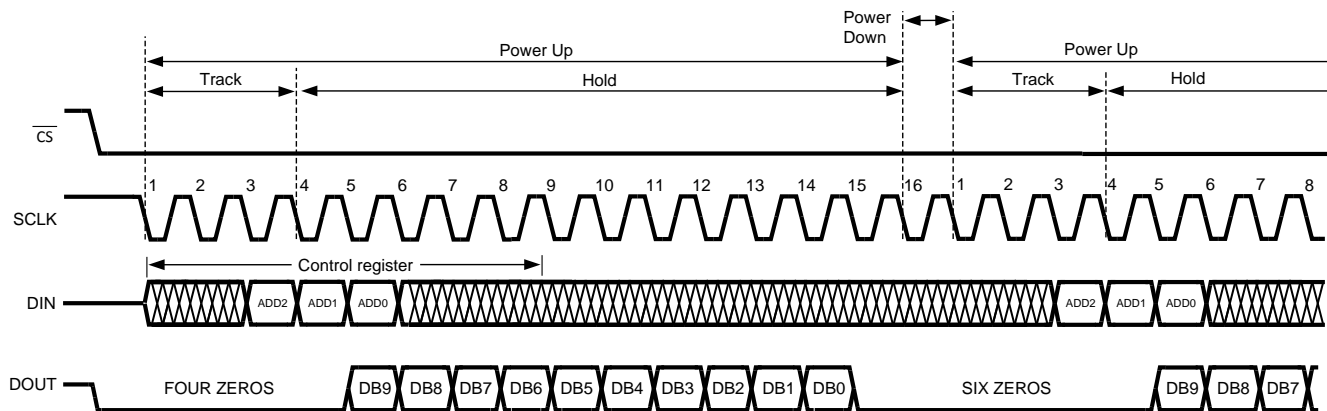 Power Down
Power Up
Power Up
Track
Hold
Track
Hold
CS
SCLK
1 2 3 4 5 6 7 8 9 10 11 12 13 14 15 16 1 2 3 4 5 6 7 8
Control register
DIN
ADD2 ADD1 ADD0 ADD2 ADD1 ADD0
DOUT
FOUR ZEROS DB9 DB8 DB7 DB6 DB5 DB4 DB3 DB2 DB1 DB0 SIX ZEROS DB9 DB8 DB7